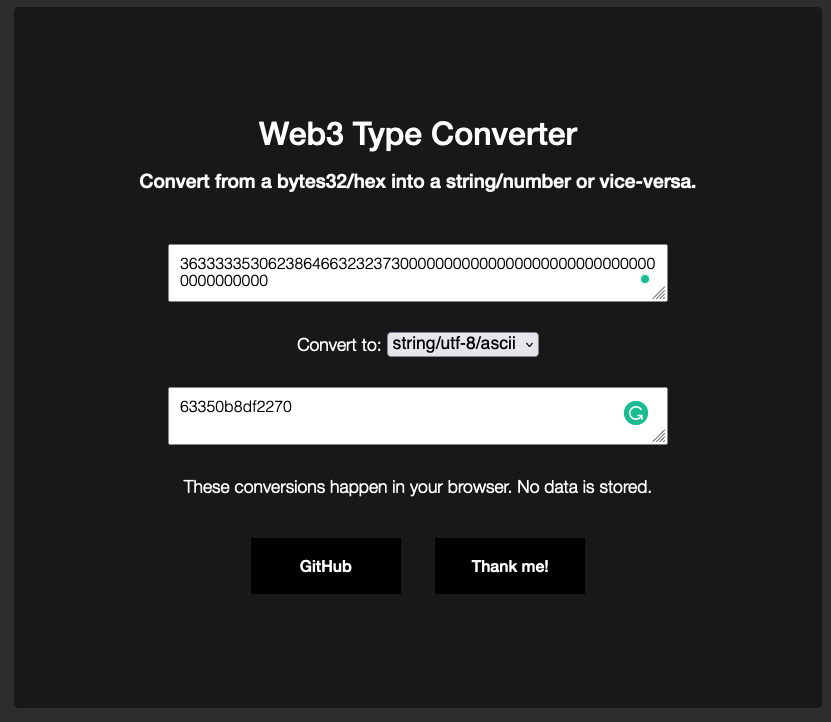 Web3 Type Converter
Convert from a bytes32/hex into a string/number or vice-versa.
363333353062386466323237300000000000000000000000000000
0000000000
Convert to: string/utf-8/ascii
63350b8df2270
These conversions happen in your browser. No data is stored.
GitHub Thank me!